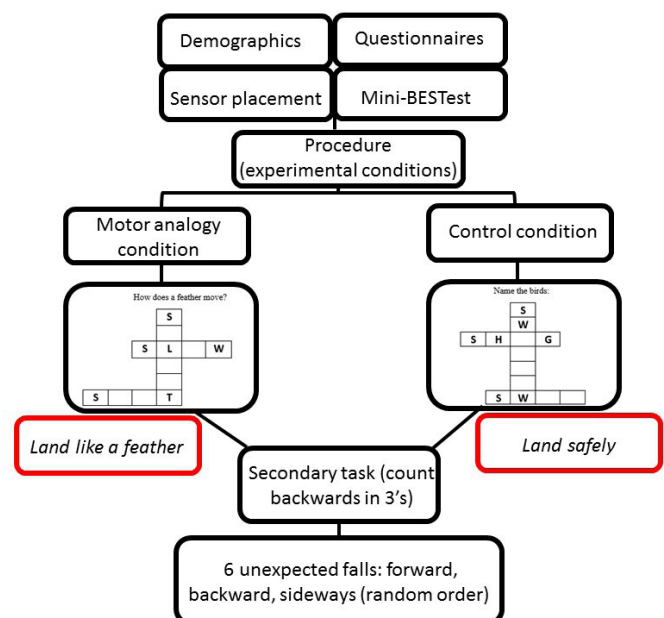 Demographics
Questionnaires
Sensor placement
Mini-BESTest
Procedure
(experimental conditions)
Motor analogy
condition
Control condition
How does a feather move?
S
S L W
S T
Name the birds:
S
W
S H G
S W
Land like a feather
Land safely
Secondary task (count
backwards in 3’s)
6 unexpected falls: forward,
backward, sideways (random order)